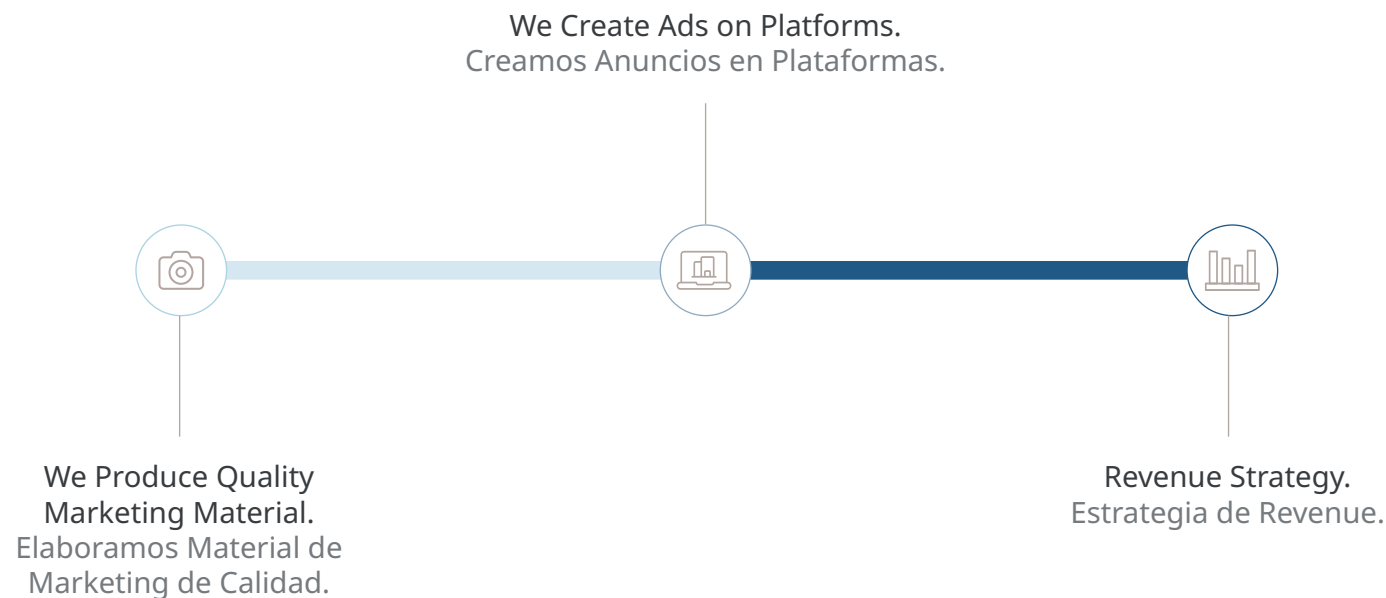 We Create Ads on Platforms.
Creamos Anuncios en Plataformas.
We Produce Quality
Marketing Material.
Elaboramos Material de
Marketing de Calidad.
Revenue Strategy.
Estrategia de Revenue.